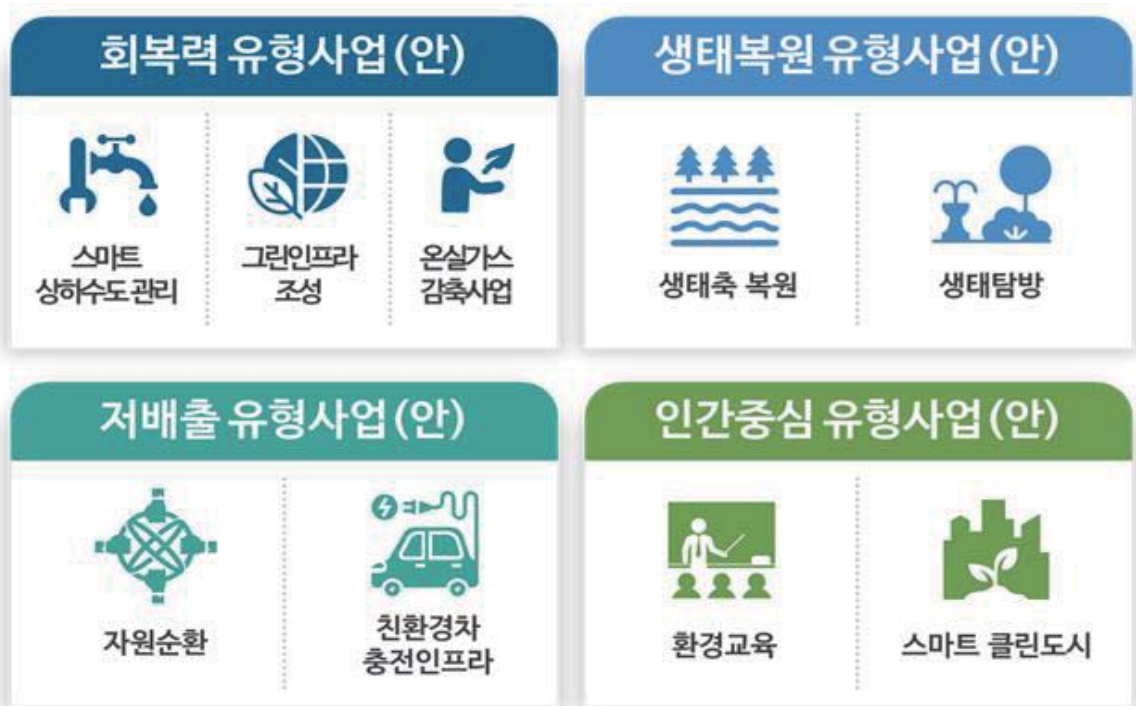 회복력 유형사업(안)
스마트
상하수도 관리
그린인프라
조성
온실가스
감축사업
생태복원 유형사업(안)
생태축 복원
생태탐방
저배출 유형사업(안)
자원순환
친환경차
충전인프라
인간중심 유형사업(안)
환경교육
스마트 클린도시